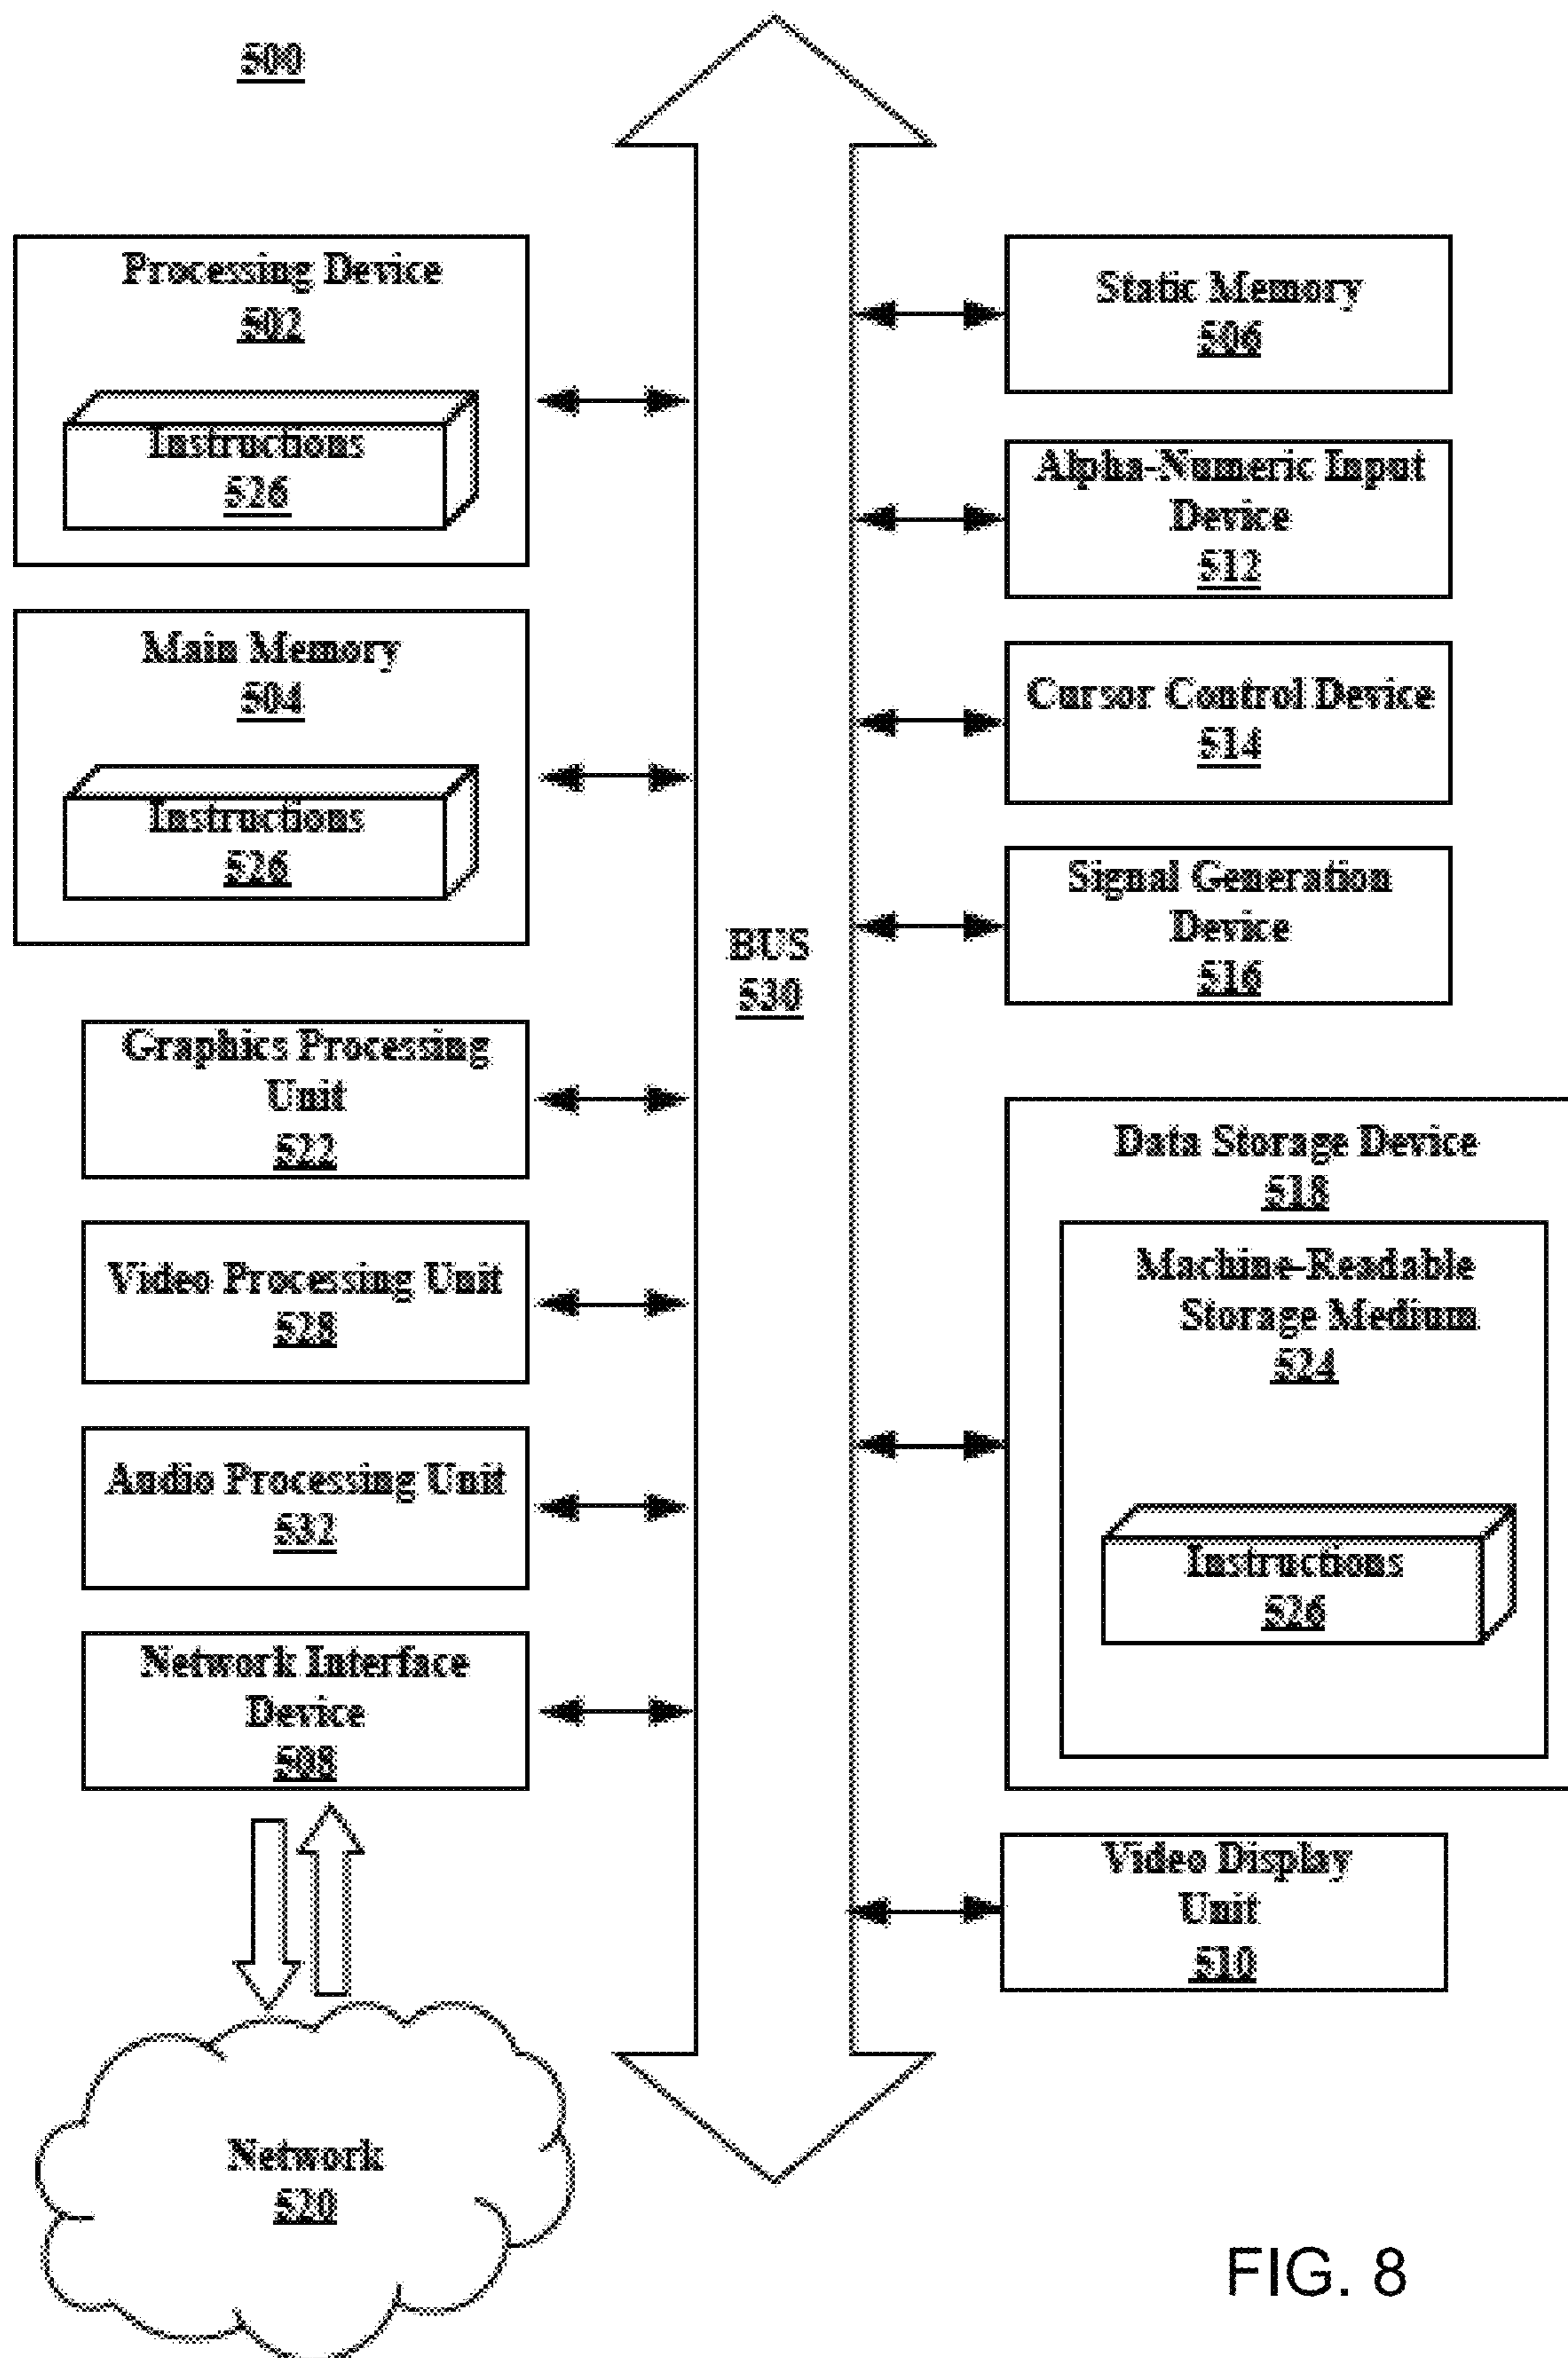 500
Processing Device
502
Instructions
526
Main Memory
504
Instructions
526
Graphics Processing
Unit
522
Video Processing Unit
528
Audio Processing Unit
532
Network Interface
Device
508
Network
520
BUS
530
Static Memory
506
Alpha-Numeric Input
Device
512
Cursor Control Device
514
Signal Generation
Device
516
Data Storage Device
518
Machine-Readable
Storage Medium
524
Instructions
526
Video Display
Unit
510
FIG. 8